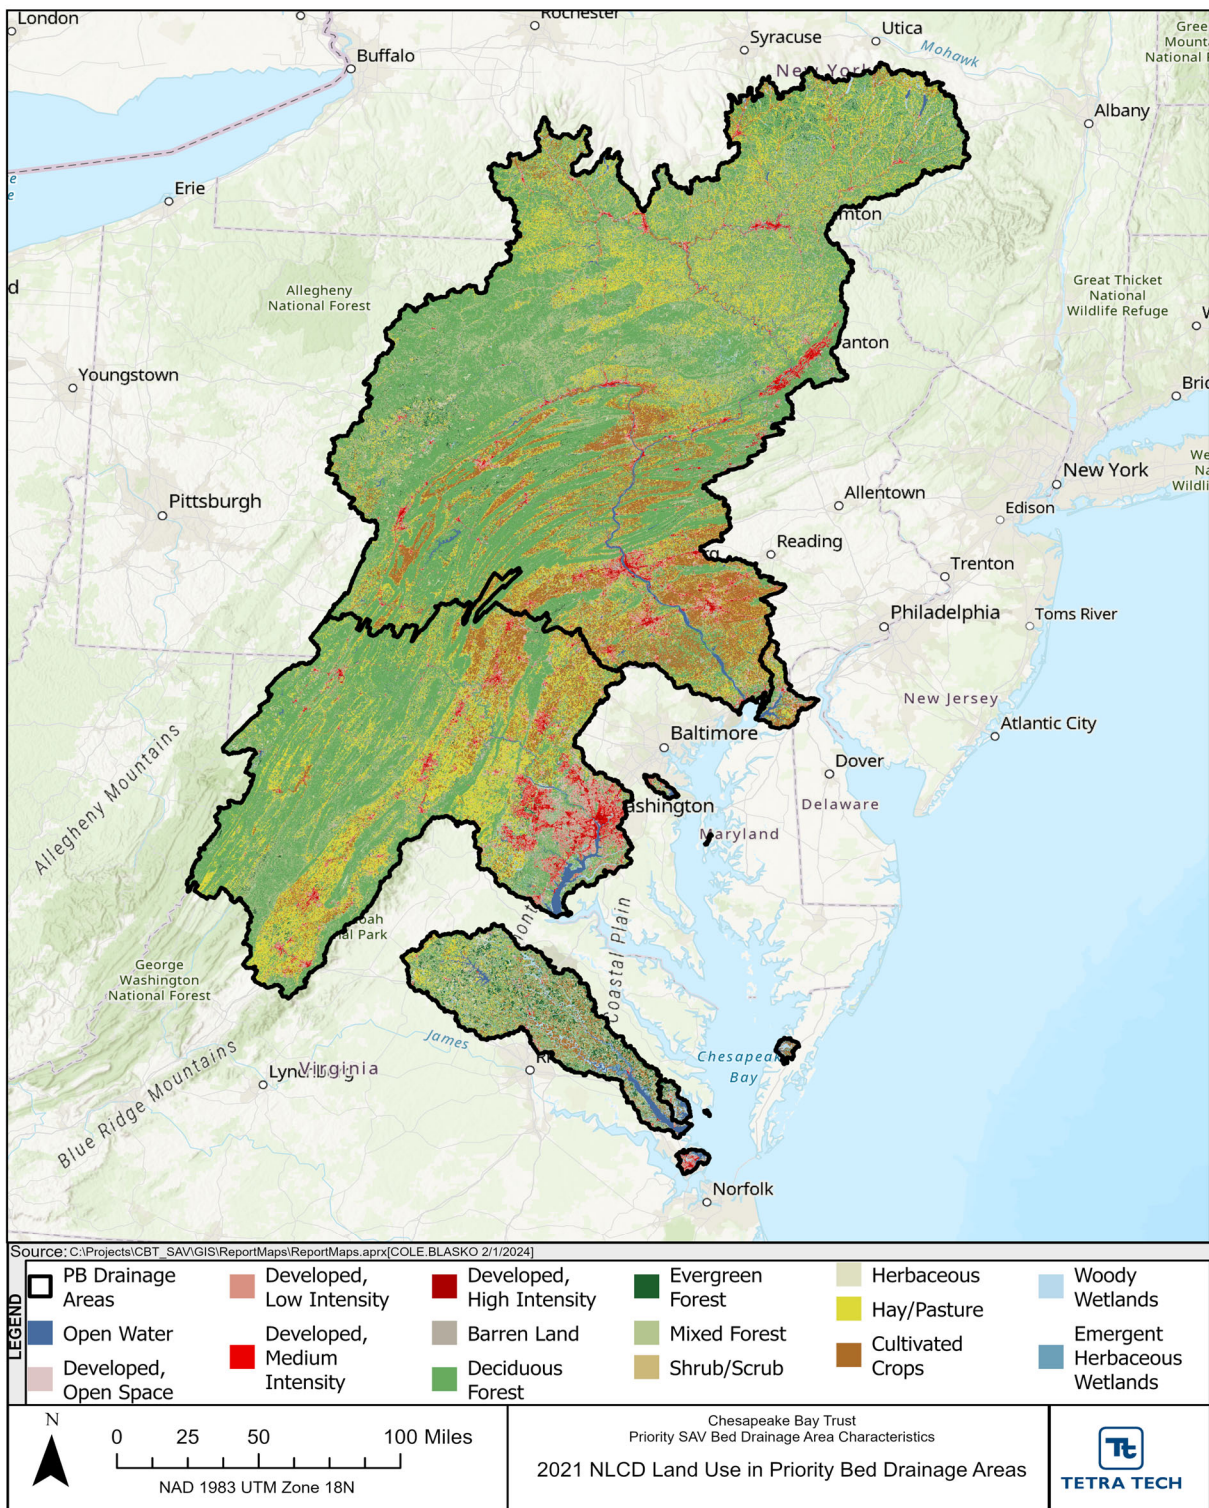 London
Rochester
Buffalo
Syracuse
Utica
Mohawk
New York
Albany
Erie
mton
Allegheny
National Forest
Great Thicket
National
Wildlife Refuge
Youngstown
anton
New York
Allentown
Edison
Pittsburgh
Reading
rg
Trenton
Philadelphia
Toms River
New Jersey
Atlantic City
Baltimore
Dover
Delaware
ashington
Maryland
Allegheny Mountains
oah
al Park
mont
Coastal Plain
George
Washington
National Forest
James
Chesapeake
Bay
Virginia
Blue Ridge Mountains
Norfolk
Source: C:\Projects\CBT_SAV\GIS\ReportMaps\ReportMaps.aprx[COLE.BLASKO 2/1/2024]
LEGEND
PB Drainage
Areas
Open Water
Developed,
Open Space
Developed,
Low Intensity
Developed,
Medium
Intensity
Developed,
High Intensity
Barren Land
Deciduous
Forest
Evergreen
Forest
Mixed Forest
Shrub/Scrub
Herbaceous
Hay/Pasture
Cultivated
Crops
Woody
Wetlands
Emergent
Herbaceous
Wetlands
N
0 25 50 100 Miles
NAD 1983 UTM Zone 18N
Chesapeake Bay Trust
Priority SAV Bed Drainage Area Characteristics
2021 NLCD Land Use in Priority Bed Drainage Areas
Tt
TETRA TECH